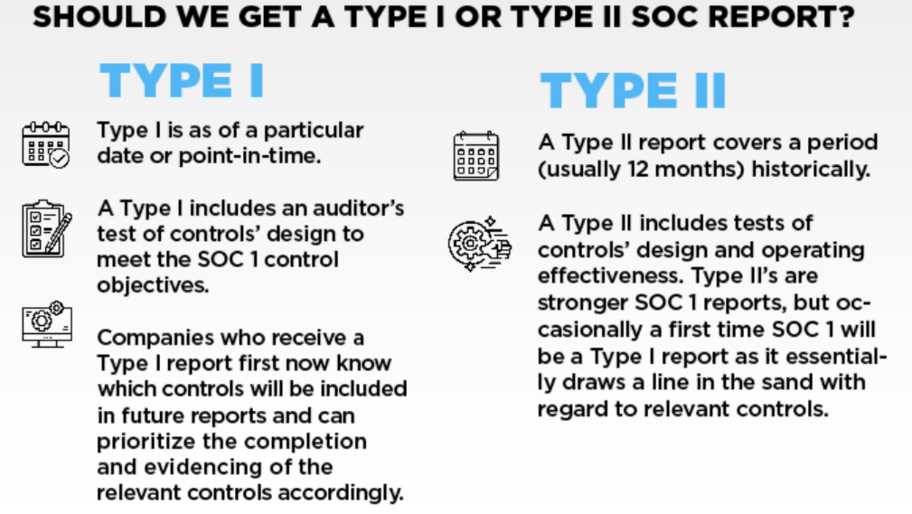 SHOULD WE GET A TYPE I OR TYPE II SOC REPORT?
TYPE I
Type I is as of a particular
date or point-in-time.
A Type I includes an auditor's
test of controls' design to
meet the SOC 1 control
objectives.
Companies who receive a
Type I report first now know
which controls will be included
in future reports and can
prioritize the completion
and evidencing of the
relevant controls accordingly.
TYPE II
A Type II report covers a period
(usually 12 months) historically.
A Type II includes tests of
controls' design and operating
effectiveness. Type II's are
stronger SOC 1 reports, but oc-
casionally a first time SOC 1 will
be a Type I report as it essential-
ly draws a line in the sand with
regard to relevant controls.